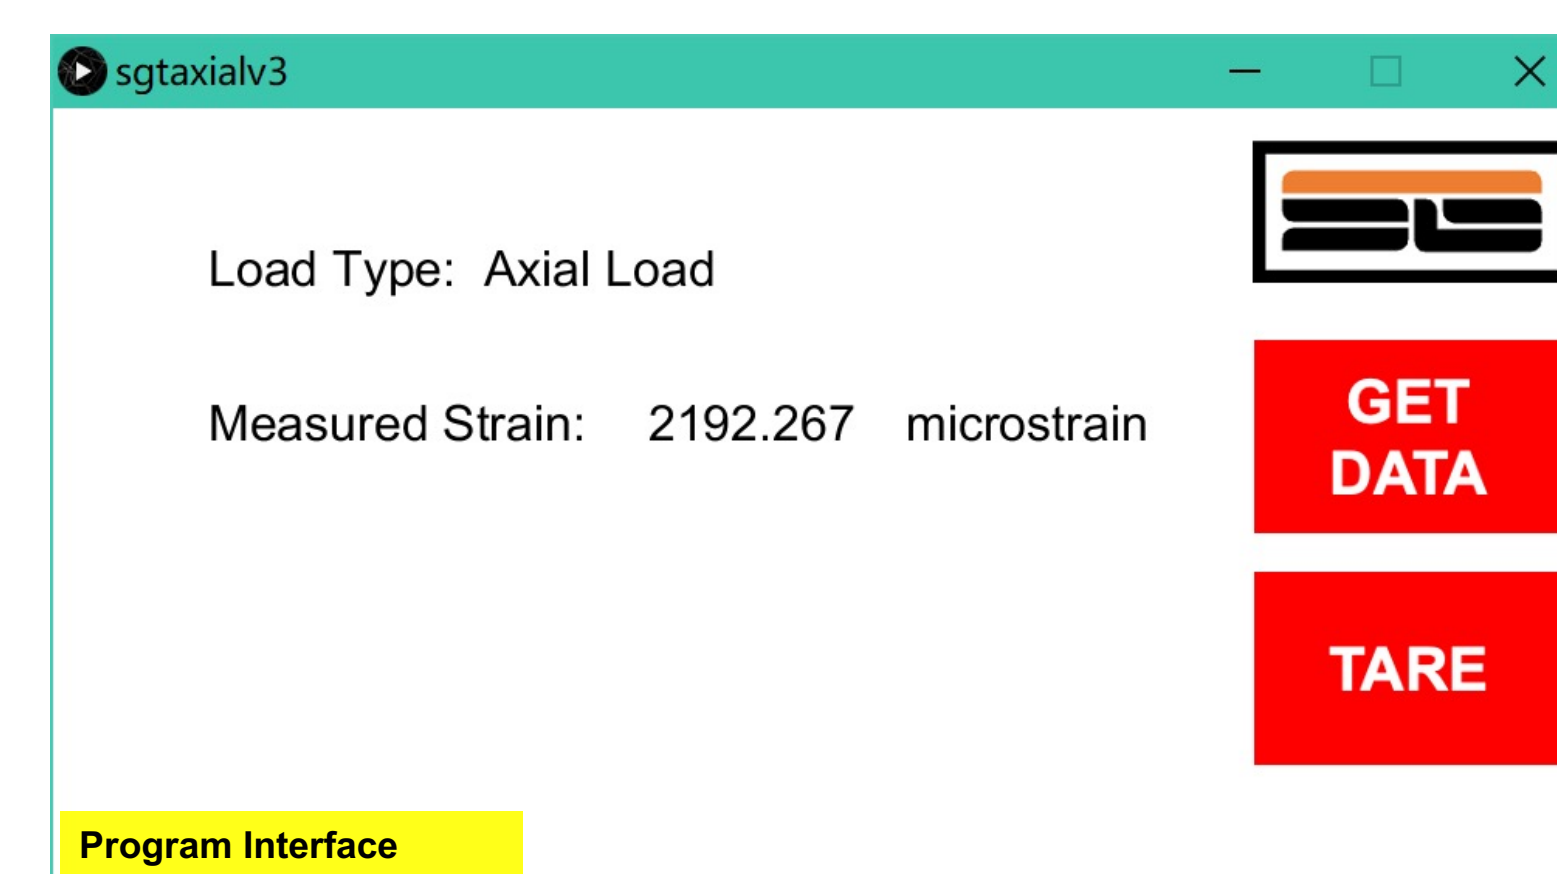 sgtaxialv3
Load Type: Axial Load
Measured Strain: 2192.267 microstrain
GET
DATA
TARE
Program Interface